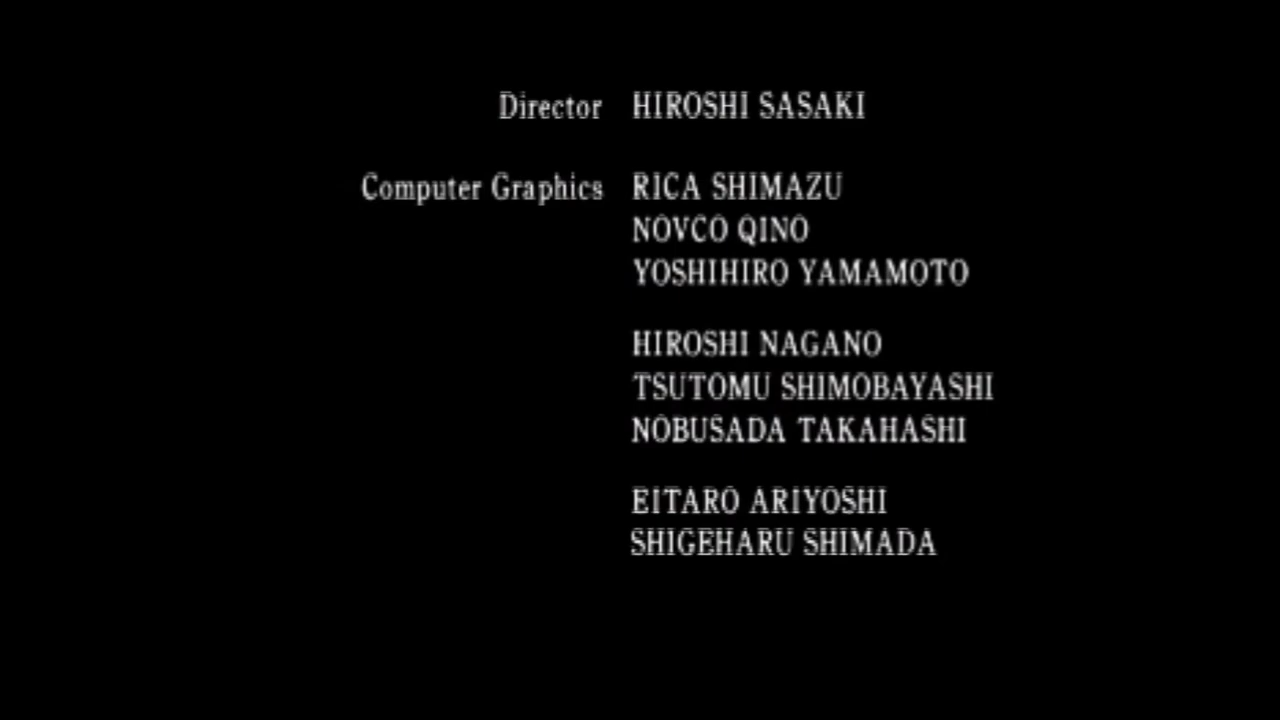 Director HIROSHI SASAKI
Computer Graphics RICA SHIMAZU
NOVCO QINO
YOSHIHIRO YAMAMOTO
HIROSHI NAGANO
TSUTOMU SHIMOBAYASHI
NOBUSADA TAKAHASHI
EITARO ARIYOSHI
SHIGEHARU SHIMADA